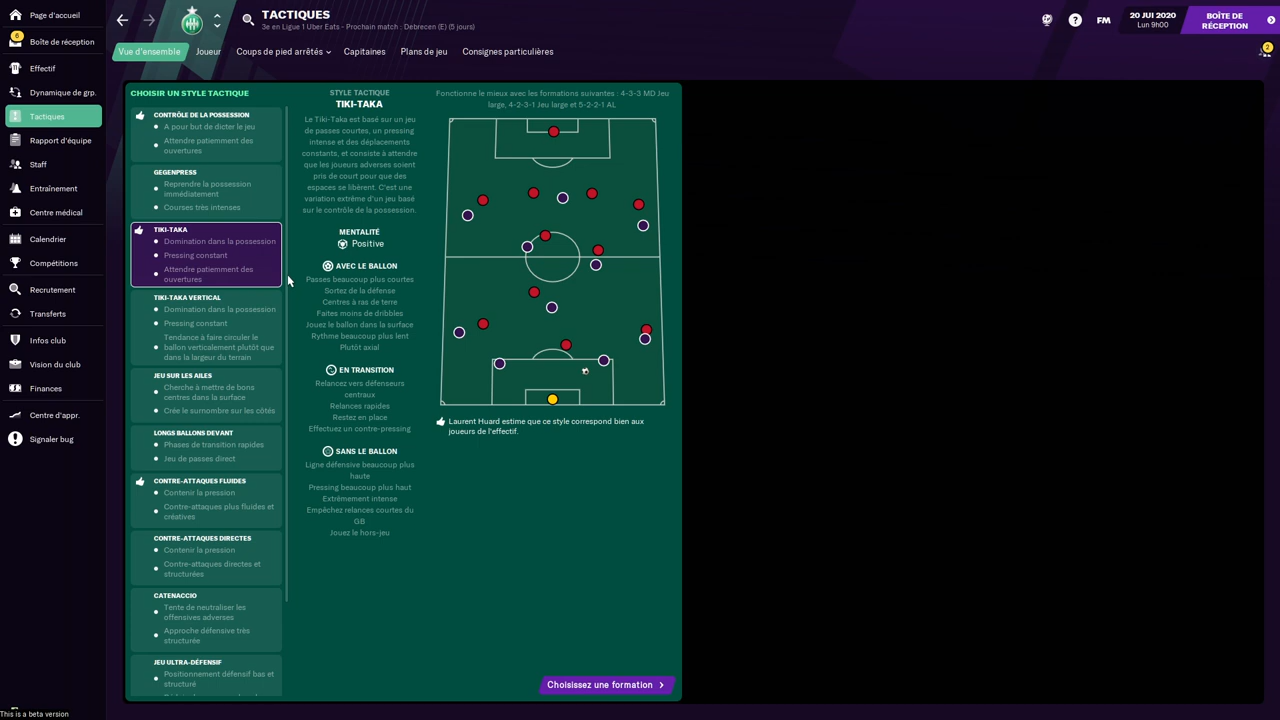 TACTIQUES
3e en Ligue 1 Uber Eats - Prochain match : Debrecen (E) (5 jours)
FM
20 JUI 2020
Lun 9h00
BOÎTE DE
RÉCEPTION
Vue d'ensemble
Joueur
Coups de pied arrêtés
Capitaines
Plans de jeu
Consignes particulières
2
Page d'accueil
6
Boîte de réception
Effectif
Dynamique de gp.
Tactiques
Rapport d'équipe
Staff
Entraînement
Centre médical
Calendrier
Compétitions
Recrutement
Transferts
Infos club
Vision du club
Finances
Centre d'appr.
Signaler bug
This is a beta version
CHOISIR UN STYLE TACTIQUE
CONTRÔLE DE LA POSSESSION
A pour but de dicter le jeu
Attendre patiemment des
ouvertures
GEGENPRESS
Reprendre la possession
immédiatement
Courses très intenses
TIKI-TAKA
Domination dans la possession
Pressing constant
Attendre patiemment des
ouvertures
TIKI-TAKA VERTICAL
Domination dans la possession
Pressing constant
Tendance à faire circuler le
ballon verticalement plutôt que
dans la largeur du terrain
JEU SUR LES AILES
Cherche à mettre de bons
centres dans la surface
Crée le surnombre sur les côtés
LONGS BALLONS DEVANT
Phases de transition rapides
Jeu de passes direct
CONTRE-ATTAQUES FLUIDES
Contenir la pression
Contre-attaques plus fluides et
créatives
CONTRE-ATTAQUES DIRECTES
Contenir la pression
Contre-attaques directes et
structurées
CATENACCIO
Tente de neutraliser les
offensives adverses
Approche défensive très
structurée
JEU ULTRA-DÉFENSIF
Positionnement défensif bas et
structuré
STYLE TACTIQUE
TIKI-TAKA
Le Tiki-Taka est basé sur un jeu
de passes courtes, un pressing
intense et des déplacements
constants, et consiste à attendre
que les joueurs adverses soient
pris de court pour que des
espaces se libèrent. C'est une
variation extrême d'un jeu basé
sur le contrôle de la possession.
MENTALITÉ
Positive
AVEC LE BALLON
Passes beaucoup plus courtes
Sortez de la défense
Centres à ras de terre
Faites moins de dribbles
Jouez le ballon dans la surface
Rythme beaucoup plus lent
Plutôt axial
EN TRANSITION
Relancez vers défenseurs
centraux
Relances rapides
Restez en place
Effectuez un contre-pressing
SANS LE BALLON
Ligne défensive beaucoup plus
haute
Pressing beaucoup plus haut
Extrêmement intense
Empêchez relances courtes du
GB
Jouez le hors-jeu
Fonctionne le mieux avec les formations suivantes : 4-3-3 MD Jeu
large, 4-2-3-1 Jeu large et 5-2-2-1 AL
Laurent Huard estime que ce style correspond bien aux
joueurs de l'effectif.
Choisissez une formation